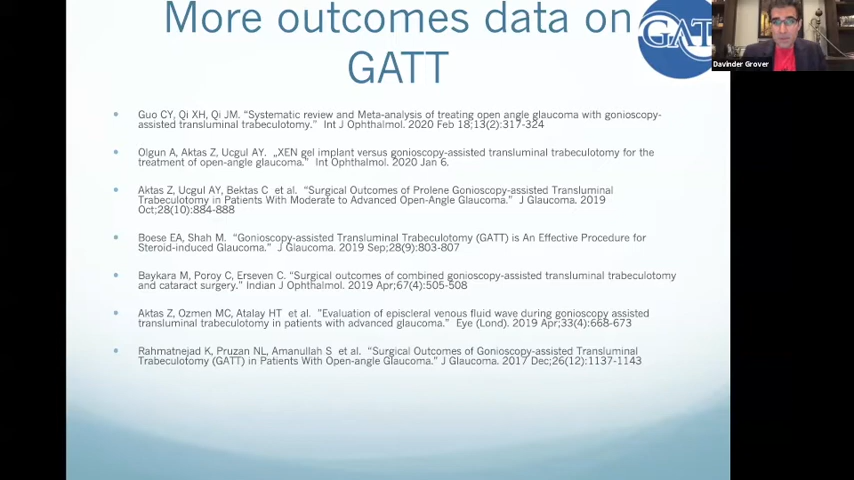 More outcomes data on
GATT
GAT
Davinder Grover
Guo CY, Qi XH, Qi JM. “Systematic review and Meta-analysis of treating open angle glaucoma with gonioscopy-
assisted transluminal trabeculotomy.” Int J Ophthalmol. 2020 Feb 18;13(2):317-324
Olgun A, Aktas Z, Ucgul AY. „XEN gel implant versus gonioscopy-assisted transluminal trabeculotomy for the
treatment of open-angle glaucoma.” Int Ophthalmol. 2020 Jan 6.
Aktas Z, Ucgul AY, Bektas C et al. “Surgical Outcomes of Prolene Gonioscopy-assisted Transluminal
Trabeculotomy in Patients With Moderate to Advanced Open-Angle Glaucoma.” J Glaucoma. 2019
Oct;28(10):884-888
Boese EA, Shah M. “Gonioscopy-assisted Transluminal Trabeculotomy (GATT) is An Effective Procedure for
Steroid-induced Glaucoma.” J Glaucoma. 2019 Sep;28(9):803-807
Baykara M, Poroy C, Erseven C. “Surgical outcomes of combined gonioscopy-assisted transluminal trabeculotomy
and cataract surgery.” Indian J Ophthalmol. 2019 Apr;67(4):505-508
Aktas Z, Ozmen MC, Atalay HT et al. “Evaluation of episcleral venous fluid wave during gonioscopy assisted
transluminal trabeculotomy in patients with advanced glaucoma.” Eye (Lond). 2019 Apr;33(4):668-673
Rahmatnejad K, Pruzan NL, Amanullah S et al. “Surgical Outcomes of Gonioscopy-assisted Transluminal
Trabeculotomy (GATT) in Patients With Open-angle Glaucoma.” J Glaucoma. 2017 Dec;26(12):1137-1143